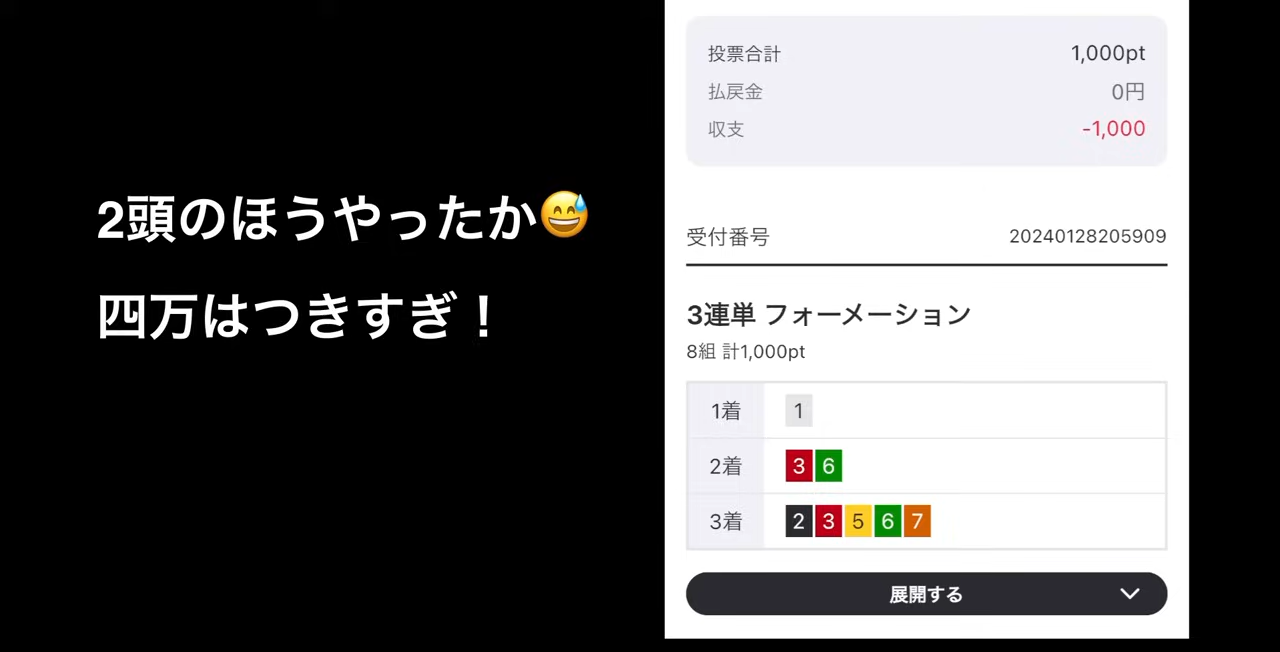 2頭のほうやったか😅
四万はつきすぎ！
投票合計 1,000pt
払戻金 0円
収支 -1,000
受付番号 20240128205909
3連単 フォーメーション
8組 計1,000pt
1着 1
2着 3 6
3着 2 3 5 6 7
展開する